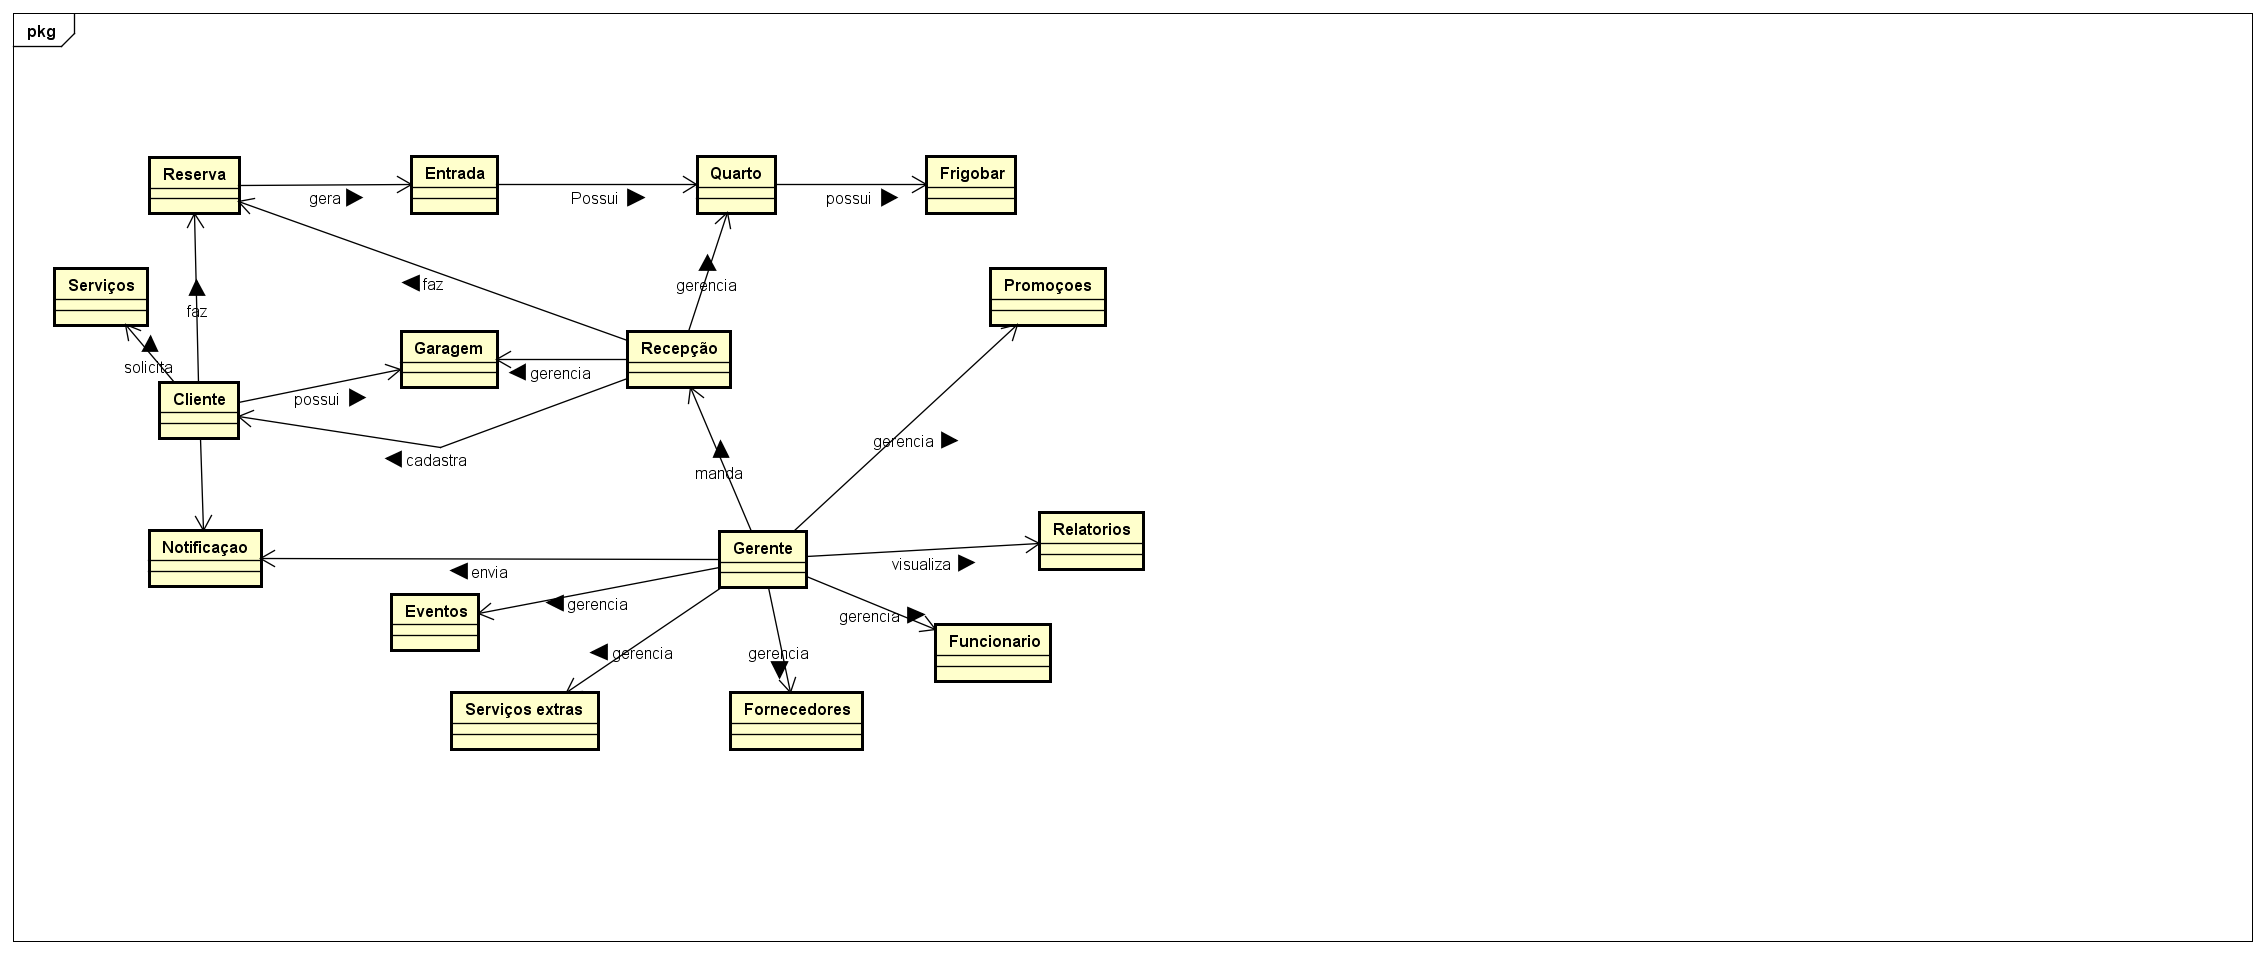 pkg
Reserva
Entrada
Quarto
Frigobar
gera
Possui
possui
Serviços
faz
faz
gerencia
Promoçoes
solicita
Garagem
Recepção
gerencia
Cliente
possui
cadastra
manda
gerencia
Notificaçao
Gerente
Relatorios
envia
visualiza
Eventos
gerencia
gerencia
Funcionario
gerencia
gerencia
Serviços extras
Fornecedores